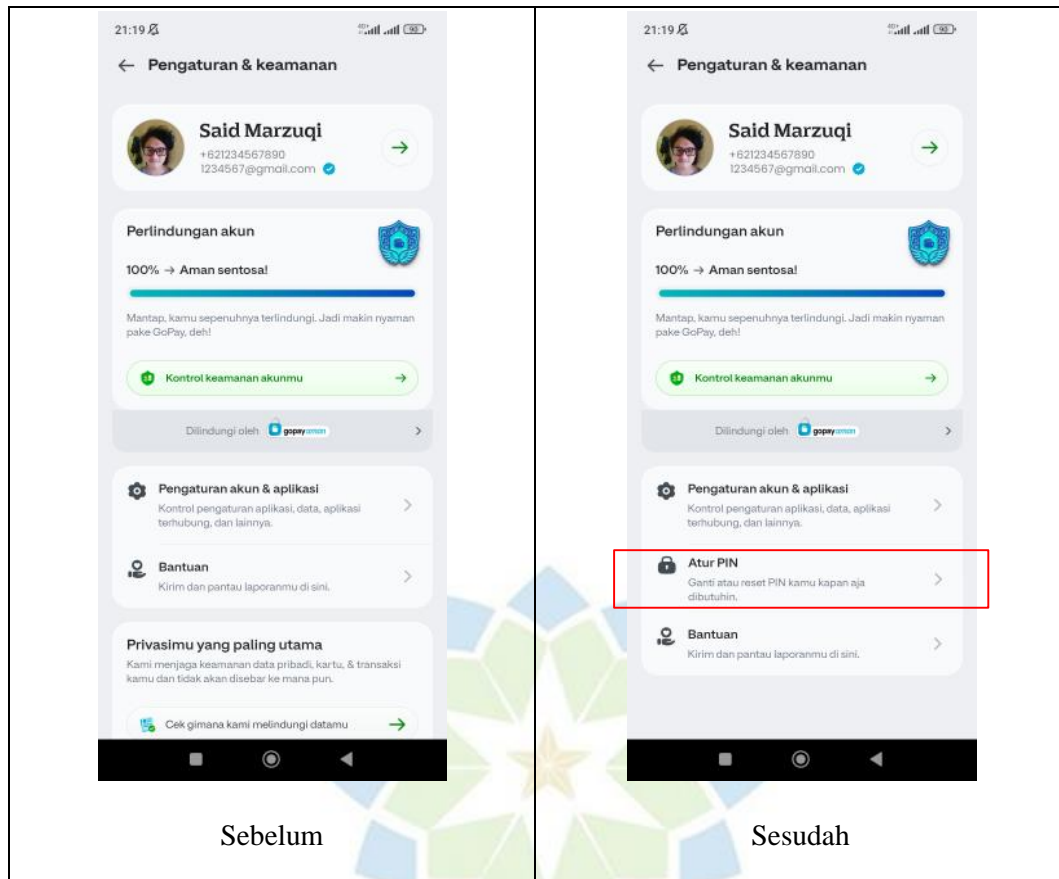 21:19
90
Pengaturan & keamanan
Said Marzuqi
+621234567890
1234567@gmail.com
Perlindungan akun
100% → Aman sentosa!
Mantap, kamu sepenuhnya terlindungi. Jadi makin nyaman
pake GoPay, deh!
Kontrol keamanan akunmu
Dilindungi oleh gopayaman
Pengaturan akun & aplikasi
Kontrol pengaturan aplikasi, data, aplikasi
terhubung, dan lainnya.
Bantuan
Kirim dan pantau laporanmu di sini.
Privasimu yang paling utama
Kami menjaga keamanan data pribadi, kartu, & transaksi
kamu dan tidak akan disebar ke mana pun.
Cek gimana kami melindungi datamu
Sebelum
21:19
90
Pengaturan & keamanan
Said Marzuqi
+621234567890
1234567@gmail.com
Perlindungan akun
100% → Aman sentosa!
Mantap, kamu sepenuhnya terlindungi. Jadi makin nyaman
pake GoPay, deh!
Kontrol keamanan akunmu
Dilindungi oleh gopayaman
Pengaturan akun & aplikasi
Kontrol pengaturan aplikasi, data, aplikasi
terhubung, dan lainnya.
Atur PIN
Ganti atau reset PIN kamu kapan aja
dibutuhin.
Bantuan
Kirim dan pantau laporanmu di sini.
Sesudah